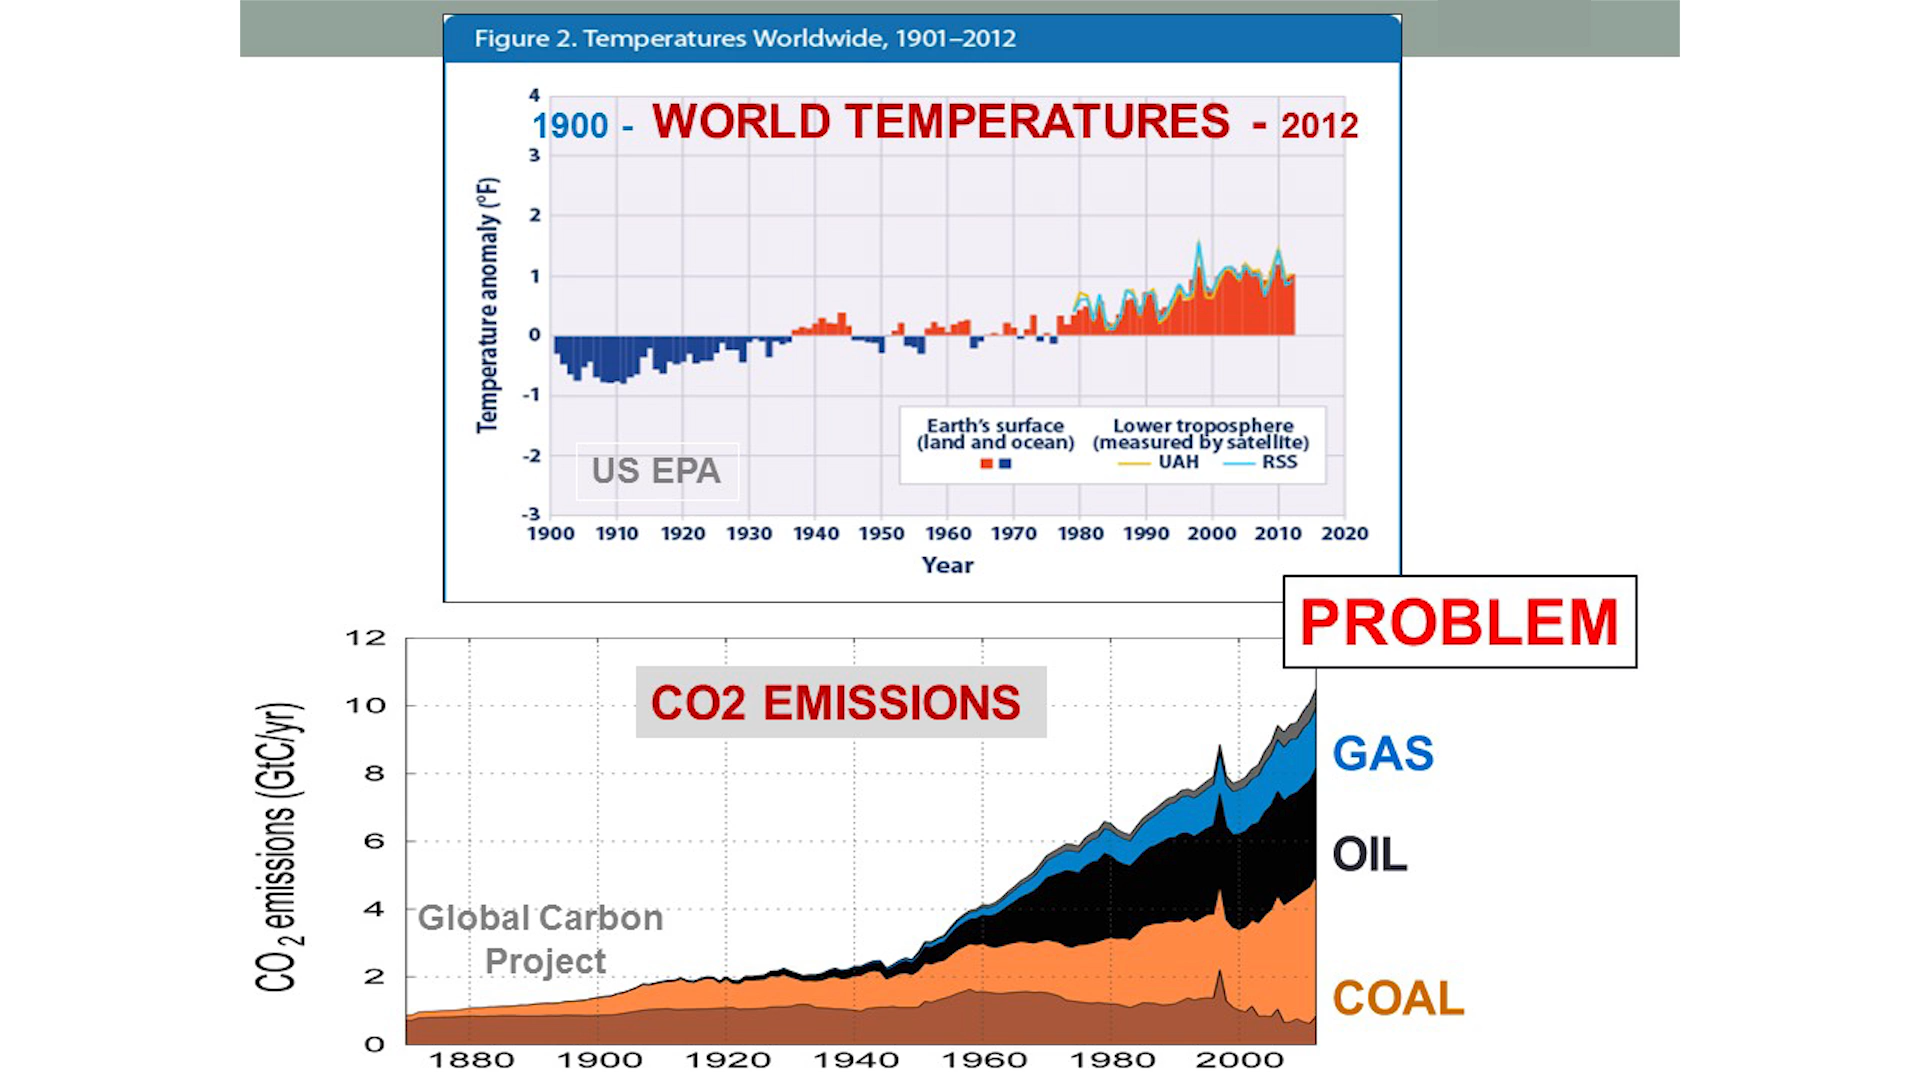 Figure 2. Temperatures Worldwide, 1901–2012
1900 - WORLD TEMPERATURES - 2012
Temperature anomaly (°F)
4
3
2
1
0
-1
-2
-3
US EPA
Earth's surface
(land and ocean)
Lower troposphere
(measured by satellite)
UAH RSS
1900 1910 1920 1930 1940 1950 1960 1970 1980 1990 2000 2010 2020
Year
PROBLEM
CO2 EMISSIONS
CO2 emissions (GtC/yr)
12
10
8
6
4
2
0
Global Carbon
Project
GAS
OIL
COAL
1880 1900 1920 1940 1960 1980 2000